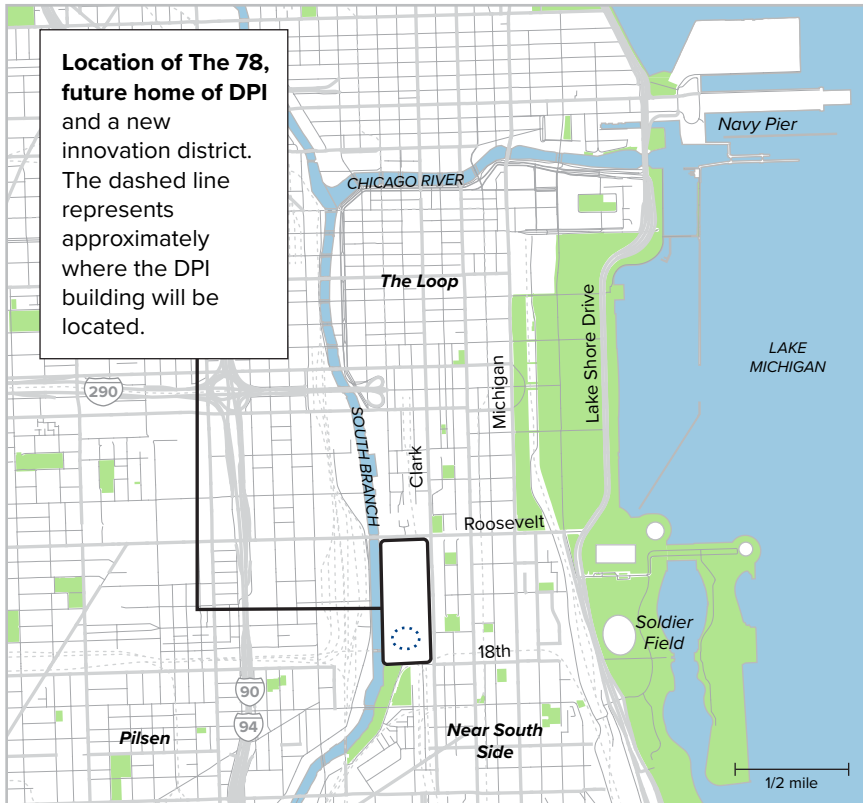 Location of The 78,
future home of DPI
and a new
innovation district.
The dashed line
represents
approximately
where the DPI
building will be
located.
Navy Pier
CHICAGO RIVER
The Loop
Lake Shore Drive
Michigan
LAKE
MICHIGAN
290
SOUTH BRANCH
Clark
Roosevelt
Soldier
Field
18th
90
94
Pilsen
Near South
Side
1/2 mile